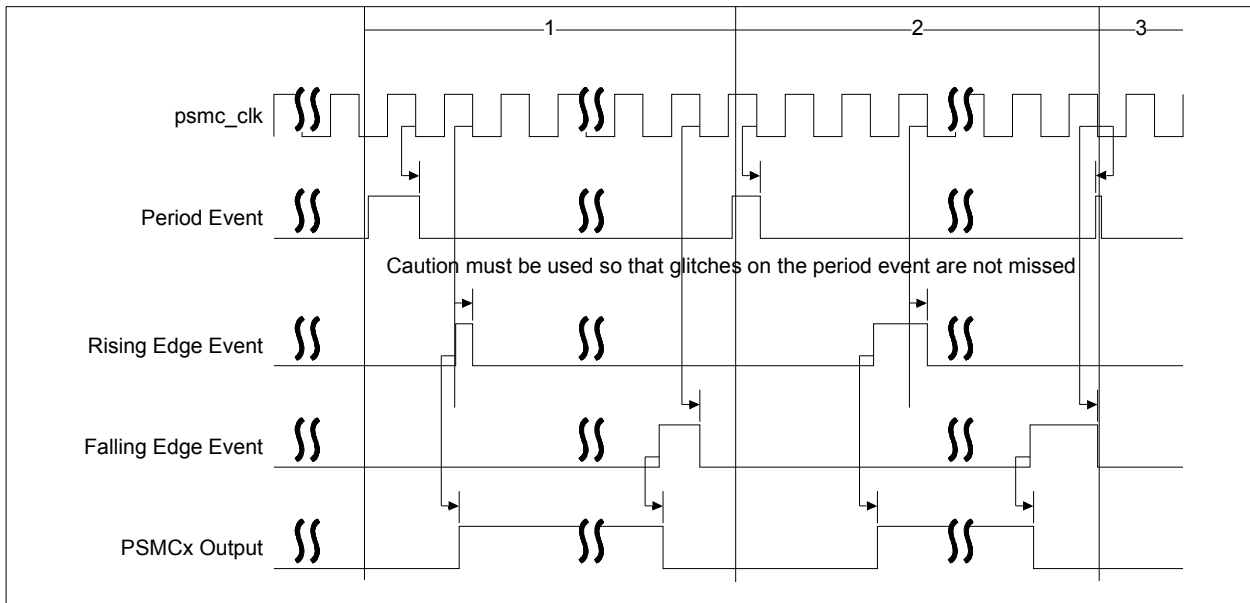 1
2
3
psmc_clk
Period Event
Caution must be used so that glitches on the period event are not missed
Rising Edge Event
Falling Edge Event
PSMCx Output